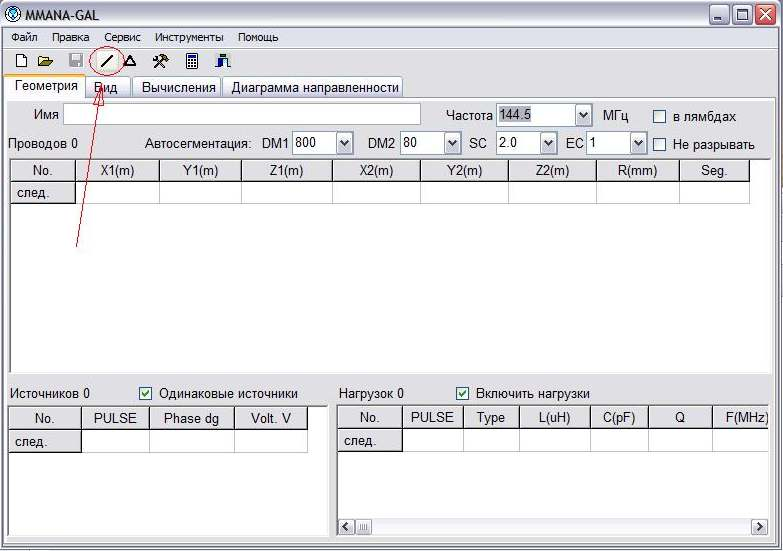 MMANA-GAL
Файл Правка Сервис Инструменты Помощь
Геометрия Вид Вычисления Диаграмма направленности
Имя Частота 144.5 МГц в лямбдах
Проводов 0 Автосегментация: DM1 800 DM2 80 SC 2.0 EC 1 Не разрывать
No. X1(m) Y1(m) Z1(m) X2(m) Y2(m) Z2(m) R(mm) Seg.
след.
Источников 0 Одинаковые источники Нагрузок 0 Включить нагрузки
No. PULSE Phase dg Volt. V No. PULSE Type L(uH) C(pF) Q F(MHz)
след. след.